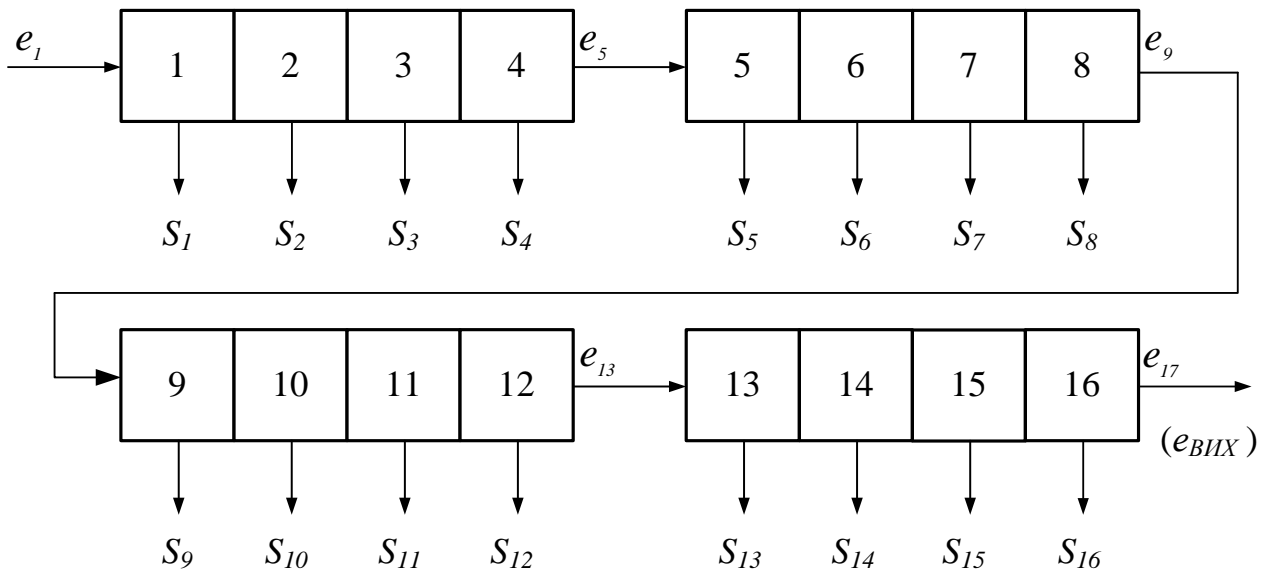 e₁ 1 2 3 4 e₅ 5 6 7 8 e₉
S₁ S₂ S₃ S₄ S₅ S₆ S₇ S₈
9 10 11 12 e₁₃ 13 14 15 16 e₁₇
(e_ВИХ)
S₉ S₁₀ S₁₁ S₁₂ S₁₃ S₁₄ S₁₅ S₁₆